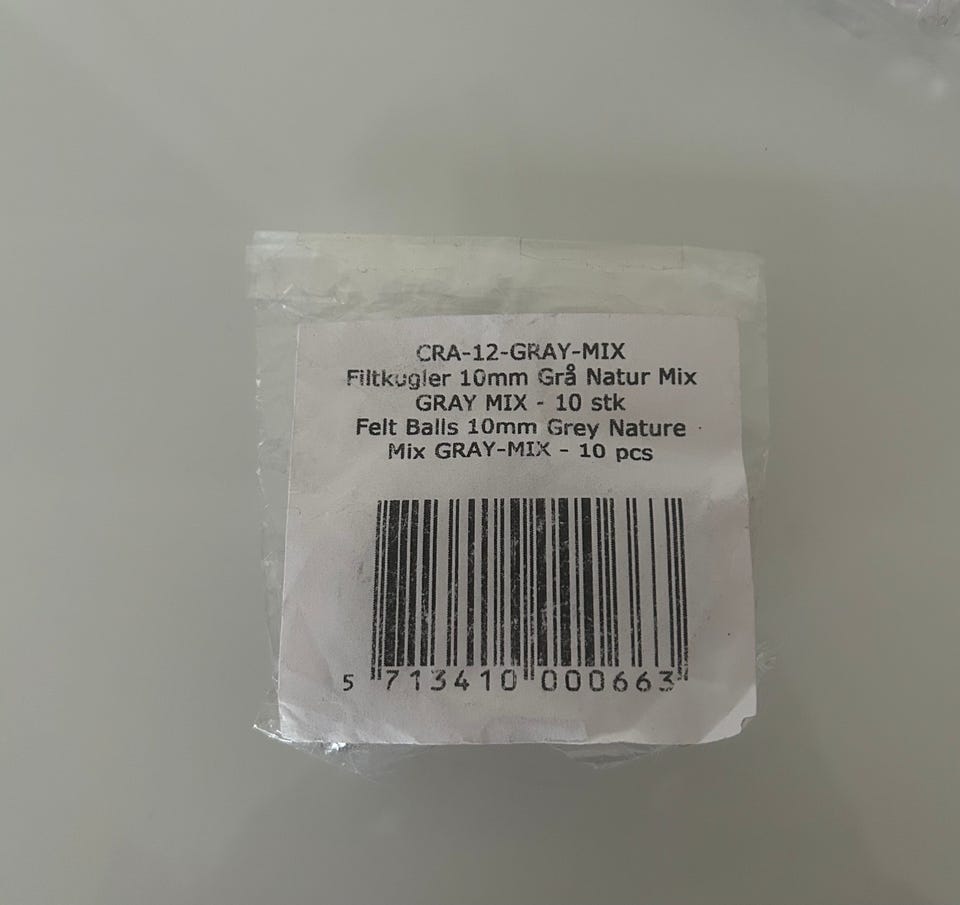 CRA-12-GRAY-MIX
Filtkugler 10mm Grå Natur Mix
GRAY MIX - 10 stk
Felt Balls 10mm Grey Nature
Mix GRAY-MIX - 10 pcs
5 713410 000663